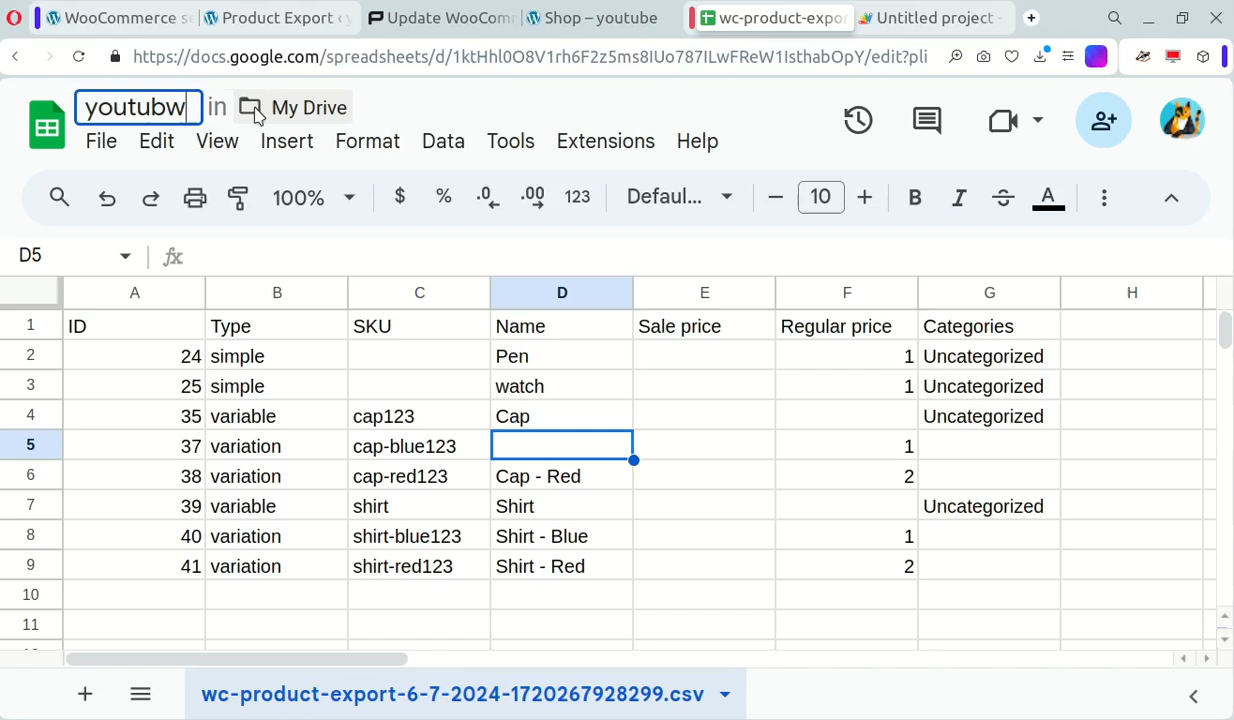 WooCommerce se
Product Export ‹ y
Update WooComm
Shop – youtube
wc-product-expor
Untitled project -
https://docs.google.com/spreadsheets/d/1ktHhl0O8V1rh6F2z5ms8IUo787ILwFReW1IsthabOpY/edit?pli
youtubw in My Drive
File Edit View Insert Format Data Tools Extensions Help
100% $ % .0 .00 123 Defaul... 10 B I S A
D5 fx
A B C D E F G H
1 ID Type SKU Name Sale price Regular price Categories
2 24 simple Pen 1 Uncategorized
3 25 simple watch 1 Uncategorized
4 35 variable cap123 Cap Uncategorized
5 37 variation cap-blue123 1
6 38 variation cap-red123 Cap - Red 2
7 39 variable shirt Shirt Uncategorized
8 40 variation shirt-blue123 Shirt - Blue 1
9 41 variation shirt-red123 Shirt - Red 2
10
11
wc-product-export-6-7-2024-1720267928299.csv